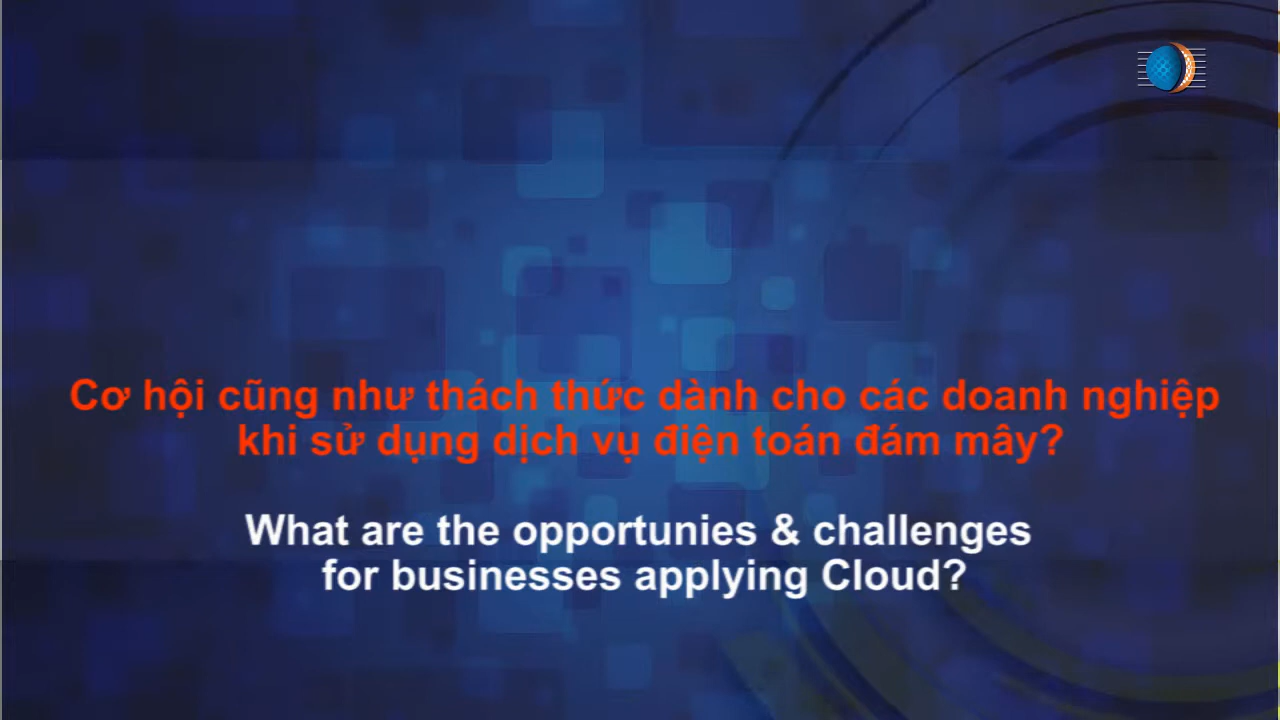 Cơ hội cũng như thách thức dành cho các doanh nghiệp
khi sử dụng dịch vụ điện toán đám mây?
What are the opportunies & challenges
for businesses applying Cloud?